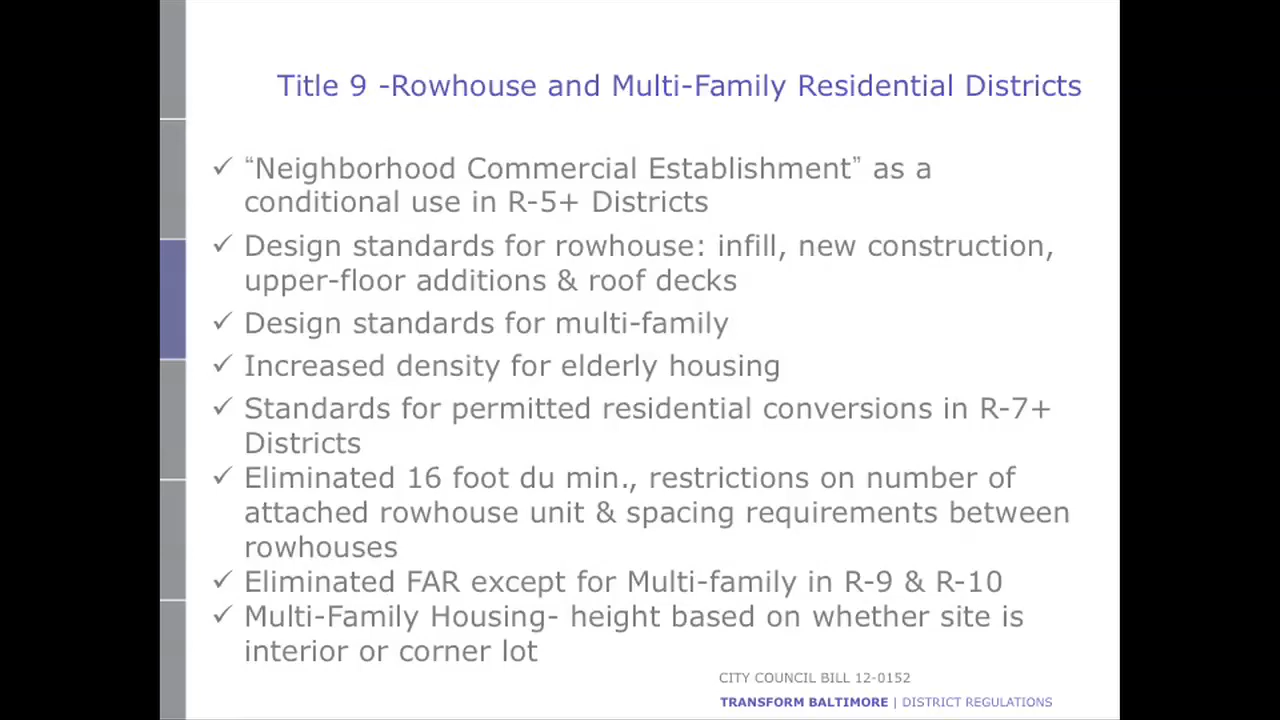 Title 9 -Rowhouse and Multi-Family Residential Districts
✓ “Neighborhood Commercial Establishment” as a
conditional use in R-5+ Districts
✓ Design standards for rowhouse: infill, new construction,
upper-floor additions & roof decks
✓ Design standards for multi-family
✓ Increased density for elderly housing
✓ Standards for permitted residential conversions in R-7+
Districts
✓ Eliminated 16 foot du min., restrictions on number of
attached rowhouse unit & spacing requirements between
rowhouses
✓ Eliminated FAR except for Multi-family in R-9 & R-10
✓ Multi-Family Housing- height based on whether site is
interior or corner lot
CITY COUNCIL BILL 12-0152
TRANSFORM BALTIMORE | DISTRICT REGULATIONS